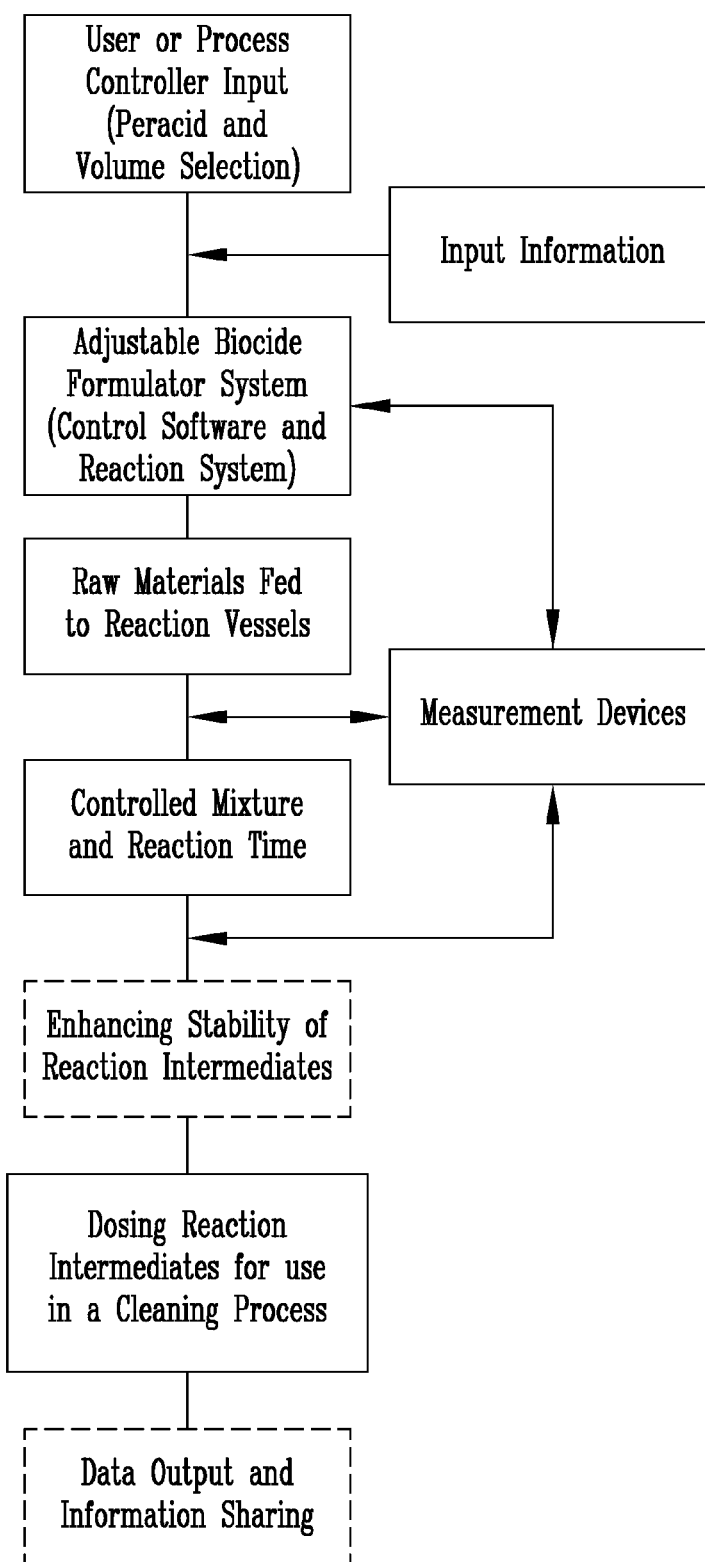 User or Process
Controller Input
(Peracid and
Volume Selection)
Input Information
Adjustable Biocide
Formulator System
(Control Software and
Reaction System)
Raw Materials Fed
to Reaction Vessels
Measurement Devices
Controlled Mixture
and Reaction Time
Enhancing Stability of
Reaction Intermediates
Dosing Reaction
Intermediates for use
in a Cleaning Process
Data Output and
Information Sharing